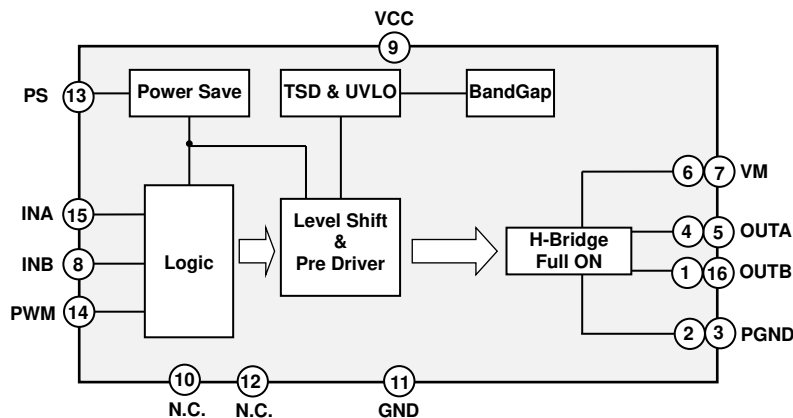 VCC
9
PS 13
Power Save
TSD & UVLO
BandGap
6 7 VM
INA 15
Level Shift
&
Pre Driver
4 5 OUTA
H-Bridge
Full ON
INB 8
Logic
1 16 OUTB
PWM 14
2 3 PGND
10
12
11
N.C.
N.C.
GND